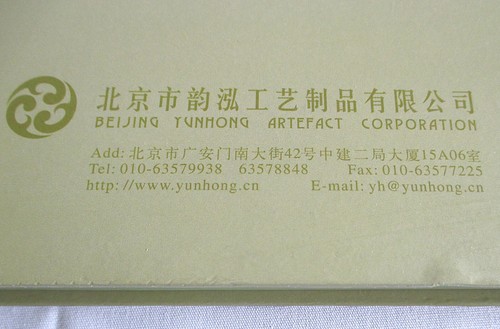 北京市韵泓工艺制品有限公司
BEIJING YUNHONG ARTEFACT CORPORATION
Add: 北京市广安门南大街42号中建二局大厦15A06室
Tel: 010-63579938 63578848 Fax: 010-63577225
http://www.yunhong.cn E-mail: yh@yunhong.cn